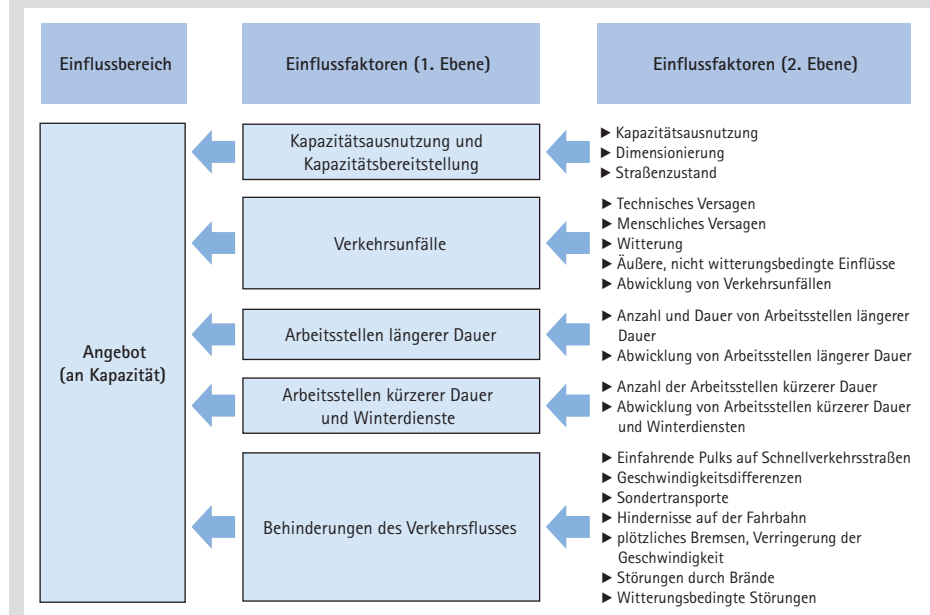 Einflussbereich
Einflussfaktoren (1. Ebene)
Einflussfaktoren (2. Ebene)
Angebot
(an Kapazität)
Kapazitätsausnutzung und
Kapazitätsbereitstellung
► Kapazitätsausnutzung
► Dimensionierung
► Straßenzustand
Verkehrsunfälle
► Technisches Versagen
► Menschliches Versagen
► Witterung
► Äußere, nicht witterungsbedingte Einflüsse
► Abwicklung von Verkehrsunfällen
Arbeitsstellen längerer Dauer
► Anzahl und Dauer von Arbeitsstellen längerer
Dauer
► Abwicklung von Arbeitsstellen längerer Dauer
Arbeitsstellen kürzerer Dauer
und Winterdienste
► Anzahl der Arbeitsstellen kürzerer Dauer
► Abwicklung von Arbeitsstellen kürzerer Dauer
und Winterdiensten
Behinderungen des Verkehrsflusses
► Einfahrende Pulks auf Schnellverkehrsstraßen
► Geschwindigkeitsdifferenzen
► Sondertransporte
► Hindernisse auf der Fahrbahn
► plötzliches Bremsen, Verringerung der
Geschwindigkeit
► Störungen durch Brände
► Witterungsbedingte Störungen